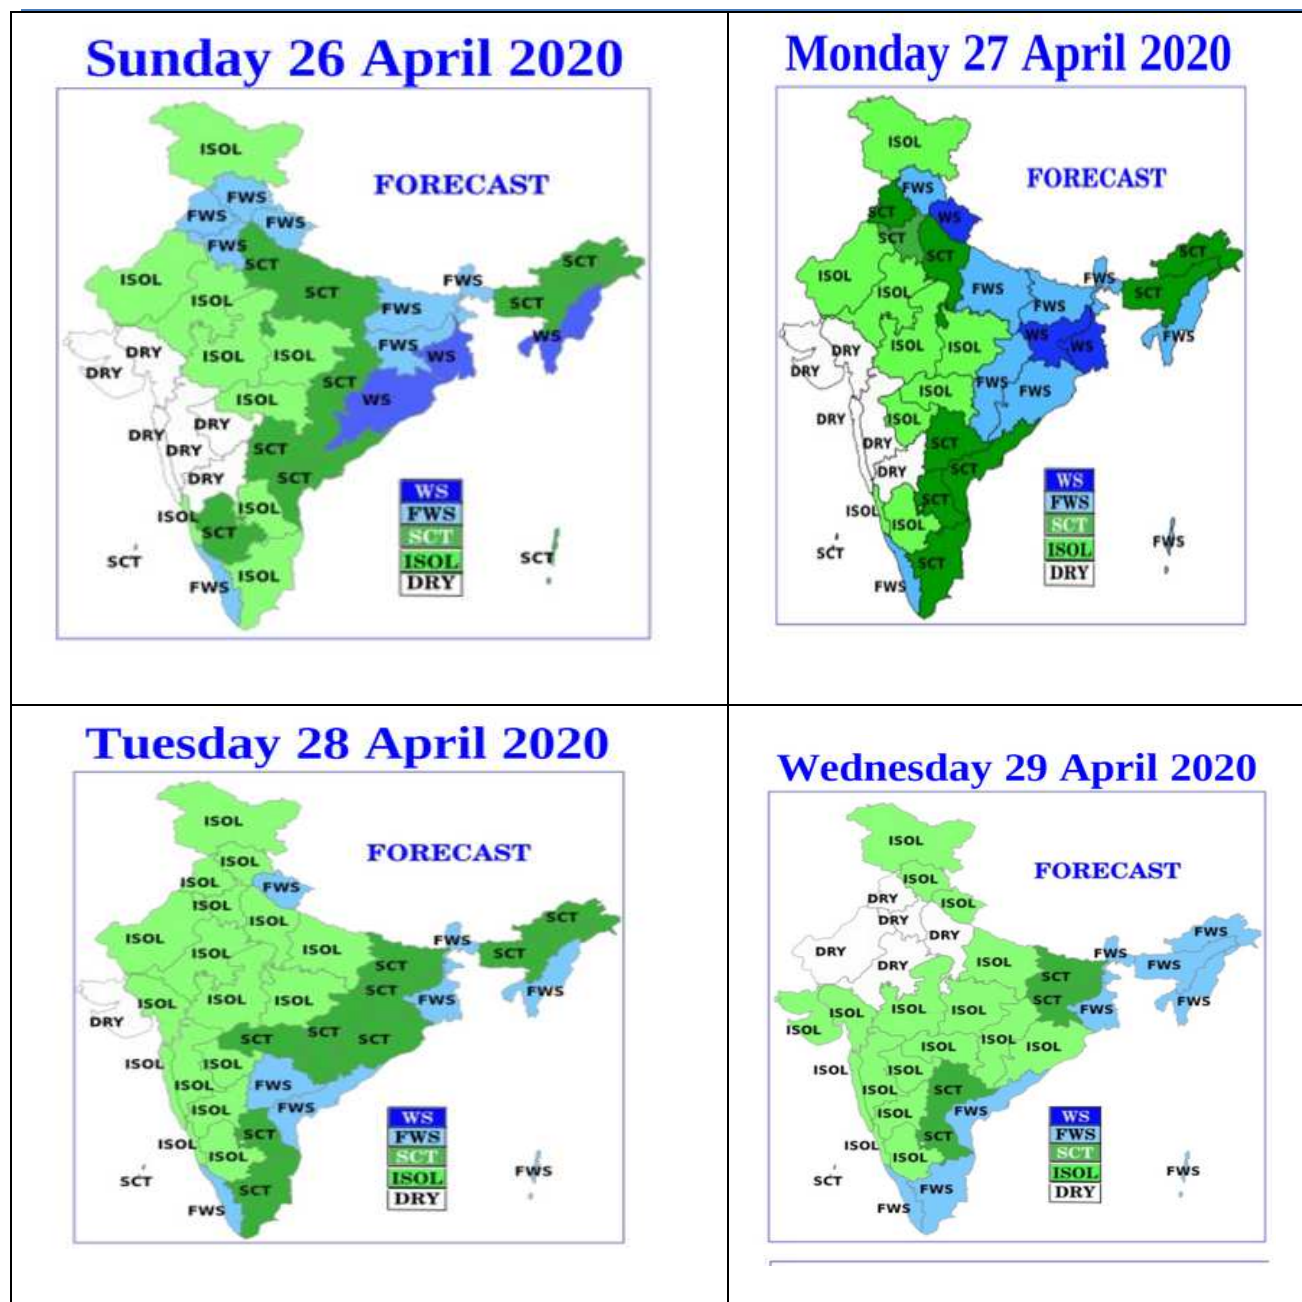 Sunday 26 April 2020
FORECAST
ISOL
FWS
FWS
FWS
FWS
SCT
SCT
ISOL
ISOL
FWS
SCT
SCT
FWS
FWS
WS
WS
DRY
DRY
ISOL
ISOL
SCT
ISOL
WS
DRY
DRY
DRY
SCT
DRY
SCT
ISOL
ISOL
SCT
SCT
SCT
FWS
ISOL
WS
FWS
SCT
ISOL
DRY
Monday 27 April 2020
FORECAST
ISOL
FWS
SCT
WS
SCT
SCT
SCT
ISOL
ISOL
FWS
FWS
FWS
SCT
DRY
DRY
ISOL
ISOL
WS
WS
FWS
ISOL
FWS
FWS
DRY
ISOL
DRY
SCT
DRY
SCT
SCT
ISOL
ISOL
SCT
FWS
SCT
FWS
WS
FWS
SCT
ISOL
DRY
Tuesday 28 April 2020
FORECAST
ISOL
ISOL
ISOL
FWS
ISOL
ISOL
SCT
ISOL
ISOL
ISOL
FWS
SCT
SCT
DRY
ISOL
ISOL
ISOL
SCT
FWS
FWS
SCT
SCT
SCT
ISOL
ISOL
ISOL
FWS
ISOL
FWS
ISOL
SCT
ISOL
SCT
SCT
FWS
FWS
WS
FWS
SCT
ISOL
DRY
Wednesday 29 April 2020
FORECAST
ISOL
ISOL
DRY
ISOL
DRY
DRY
FWS
DRY
DRY
ISOL
FWS
FWS
SCT
SCT
FWS
FWS
ISOL
ISOL
ISOL
ISOL
ISOL
ISOL
ISOL
ISOL
ISOL
ISOL
SCT
ISOL
FWS
ISOL
SCT
ISOL
SCT
FWS
FWS
FWS
WS
FWS
SCT
ISOL
DRY